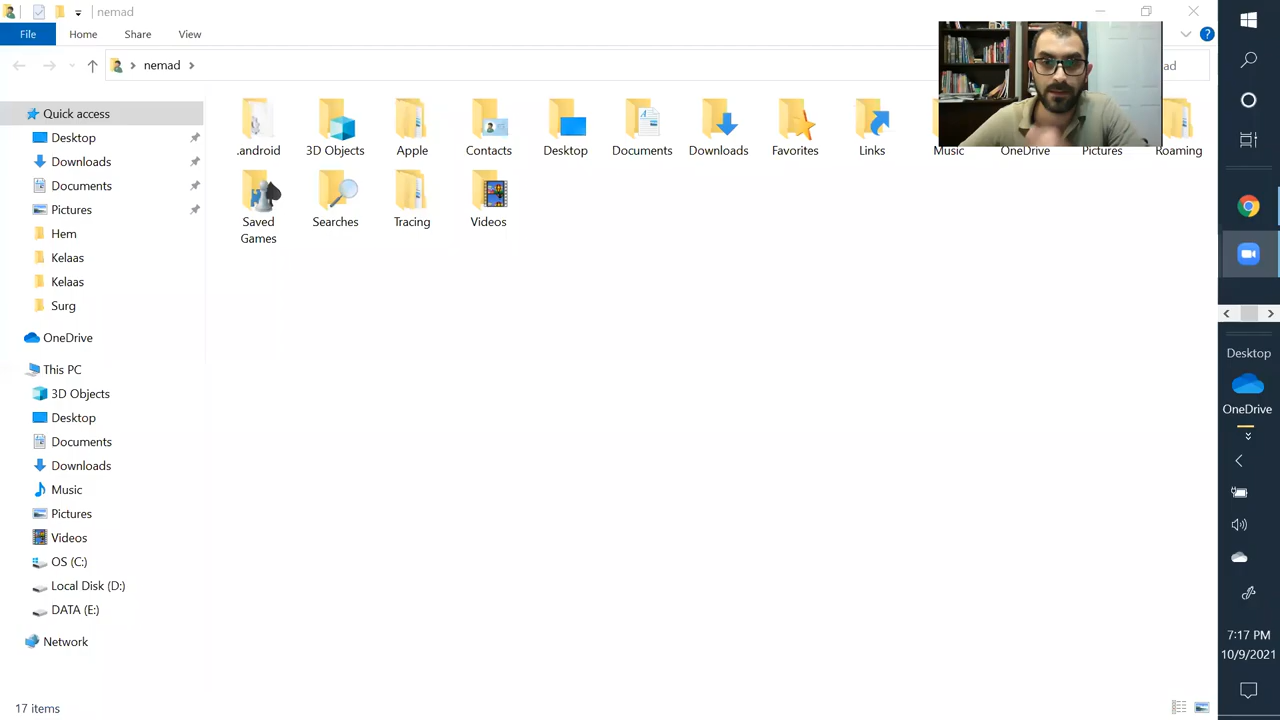 nemad
File
Home
Share
View
nemad
ad
Quick access
Desktop
Downloads
Documents
Pictures
Hem
Kelaas
Kelaas
Surg
OneDrive
This PC
3D Objects
Desktop
Documents
Downloads
Music
Pictures
Videos
OS (C:)
Local Disk (D:)
DATA (E:)
Network
.android
3D Objects
Apple
Contacts
Desktop
Documents
Downloads
Favorites
Links
Music
OneDrive
Pictures
Roaming
Saved
Games
Searches
Tracing
Videos
17 items
Desktop
OneDrive
7:17 PM
10/9/2021